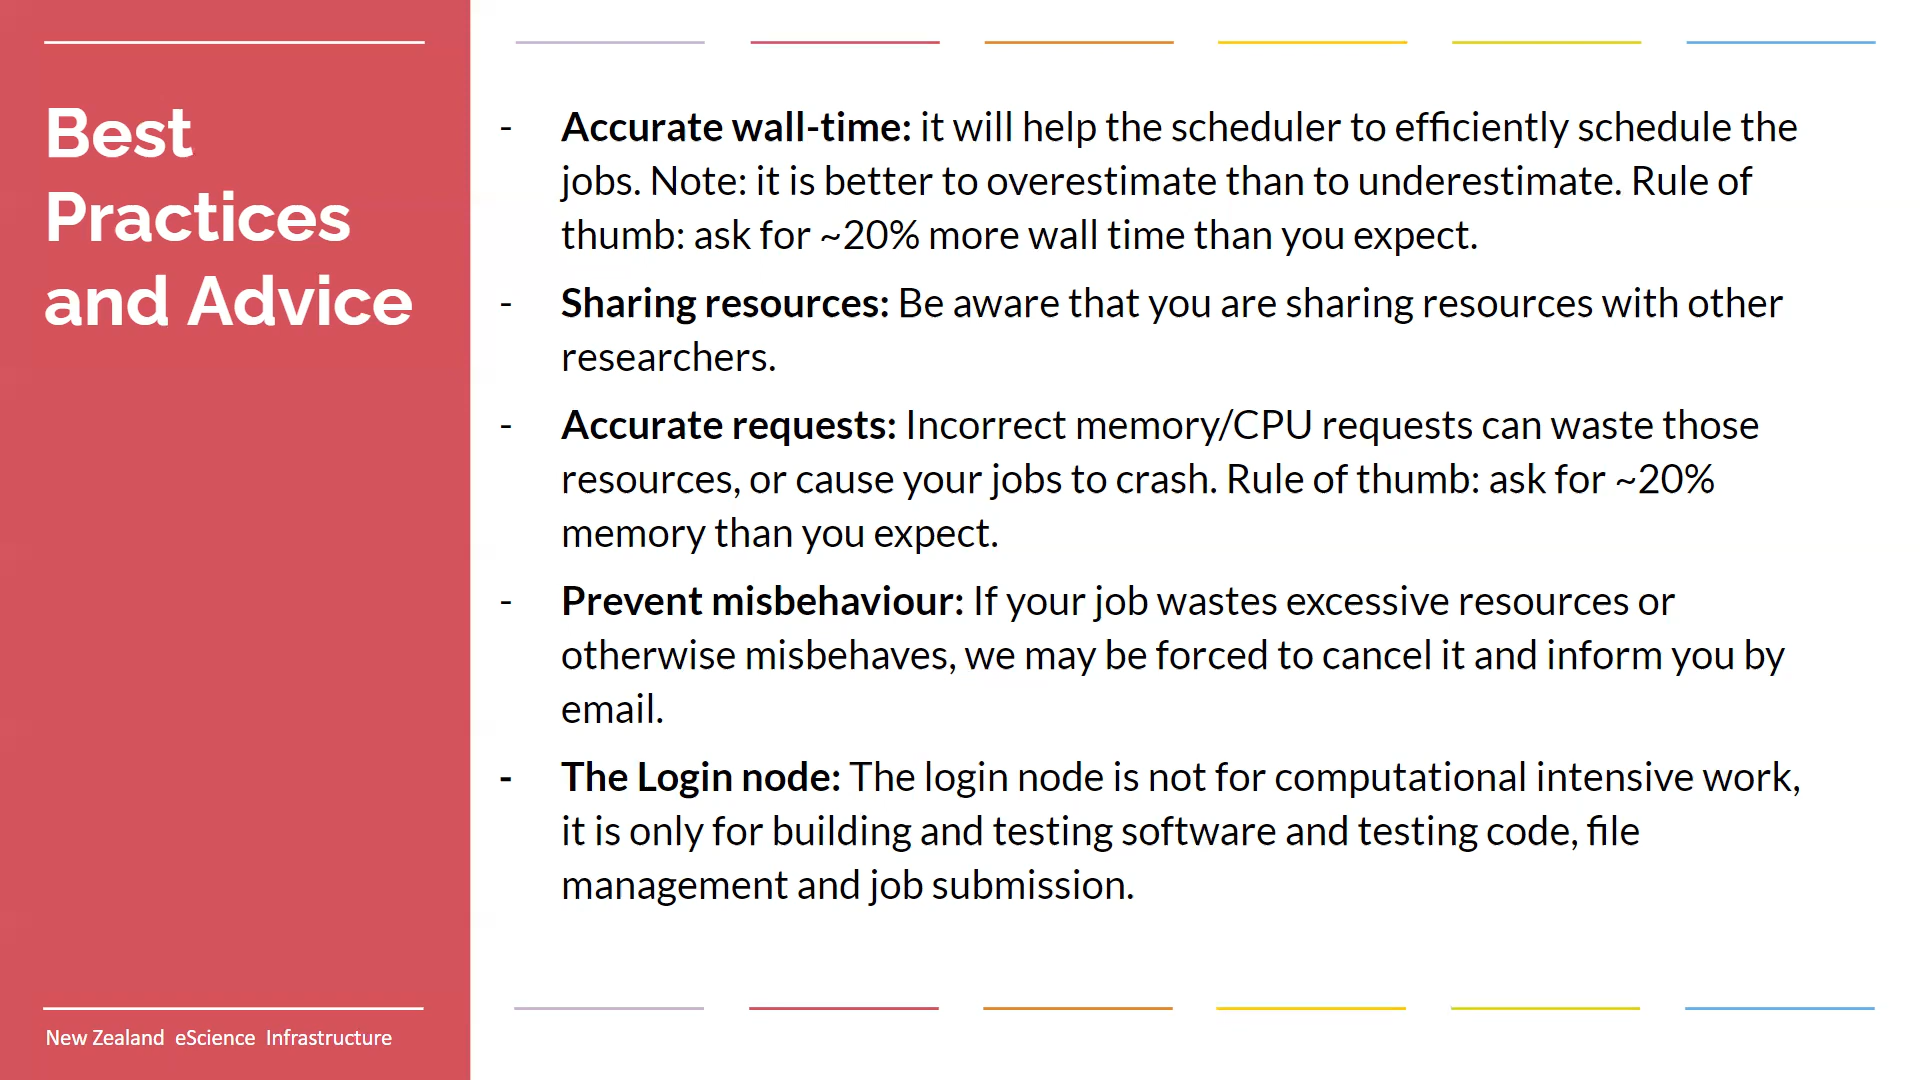 Best
Practices
and Advice
- Accurate wall-time: it will help the scheduler to efficiently schedule the
jobs. Note: it is better to overestimate than to underestimate. Rule of
thumb: ask for ~20% more wall time than you expect.
- Sharing resources: Be aware that you are sharing resources with other
researchers.
- Accurate requests: Incorrect memory/CPU requests can waste those
resources, or cause your jobs to crash. Rule of thumb: ask for ~20%
memory than you expect.
- Prevent misbehaviour: If your job wastes excessive resources or
otherwise misbehaves, we may be forced to cancel it and inform you by
email.
- The Login node: The login node is not for computational intensive work,
it is only for building and testing software and testing code, file
management and job submission.
New Zealand eScience Infrastructure